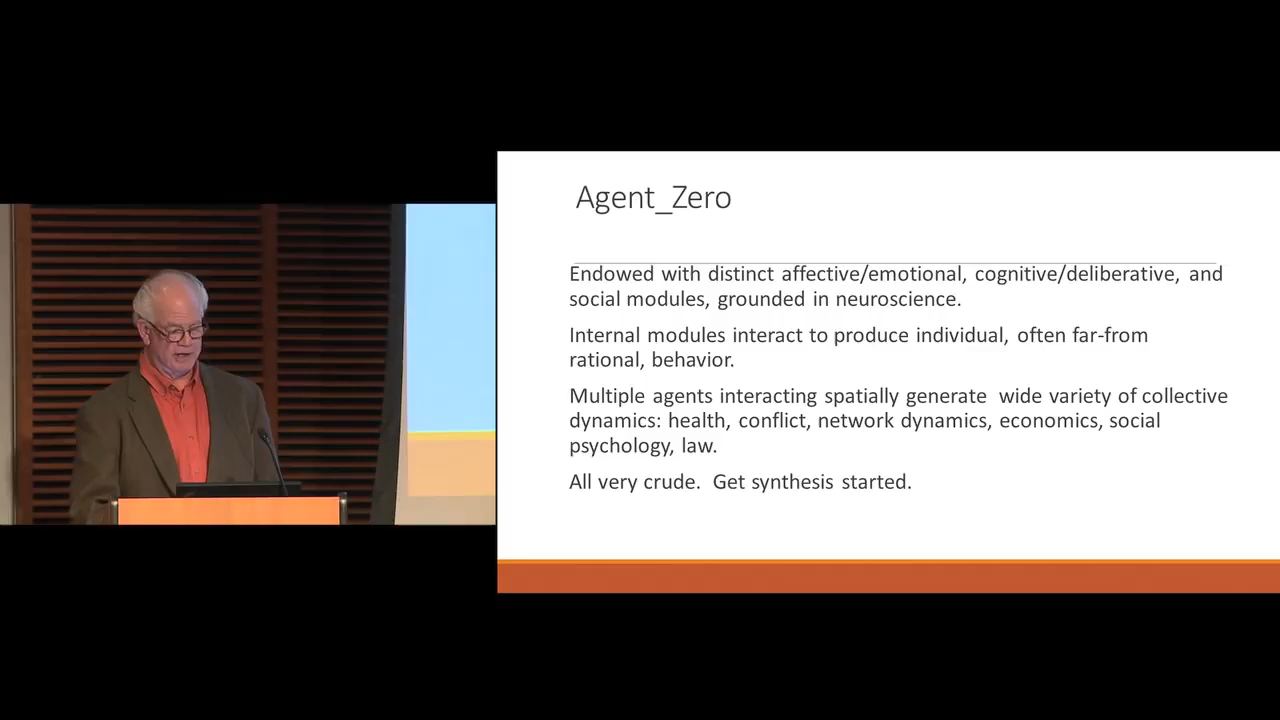 Agent_Zero
Endowed with distinct affective/emotional, cognitive/deliberative, and
social modules, grounded in neuroscience.
Internal modules interact to produce individual, often far-from
rational, behavior.
Multiple agents interacting spatially generate  wide variety of collective
dynamics: health, conflict, network dynamics, economics, social
psychology, law.
All very crude.  Get synthesis started.